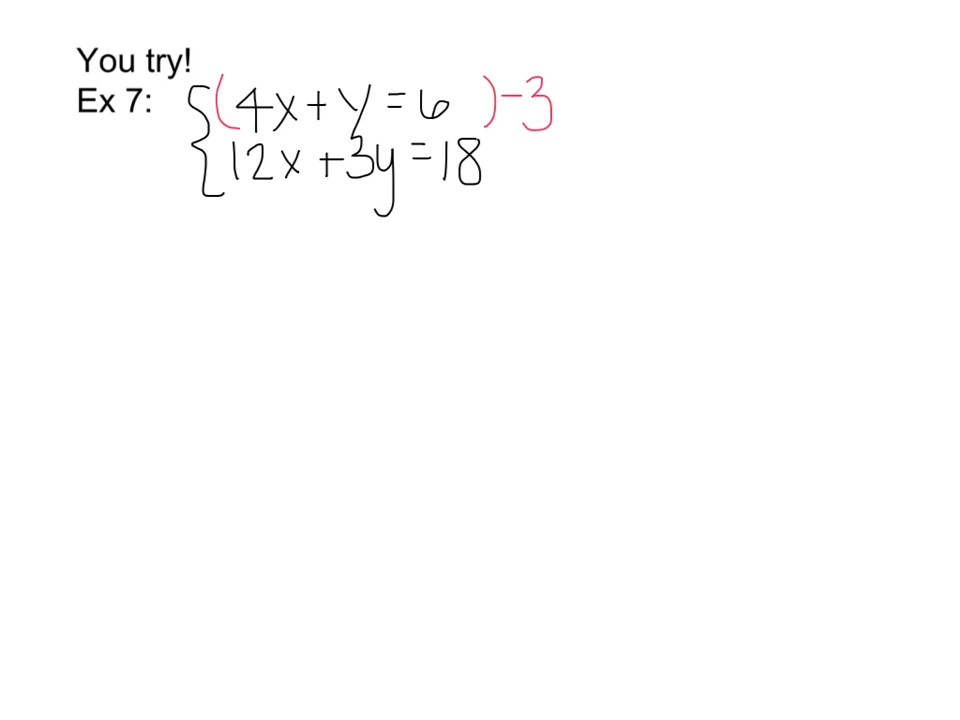 You try!
Ex 7: { (4x + y = 6 ) -3
12x + 3y = 18